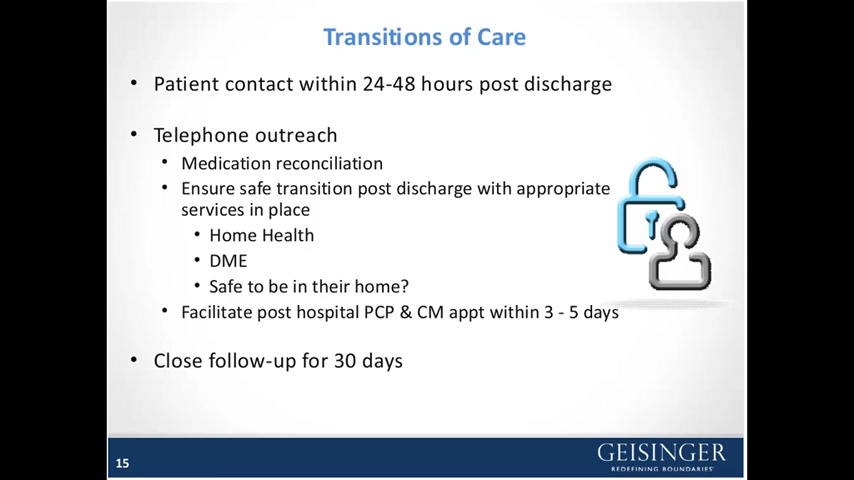 Transitions of Care
• Patient contact within 24-48 hours post discharge
• Telephone outreach
• Medication reconciliation
• Ensure safe transition post discharge with appropriate
services in place
• Home Health
• DME
• Safe to be in their home?
• Facilitate post hospital PCP & CM appt within 3 - 5 days
• Close follow-up for 30 days
15
GEISINGER
REDEFINING BOUNDARIES®